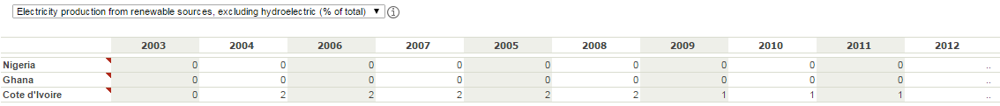 Electricity production from renewable sources, excluding hydroelectric (% of total) ▼ i
2003 2004 2006 2007 2005 2008 2009 2010 2011 2012
Nigeria 0 0 0 0 0 0 0 0 0 ..
Ghana 0 0 0 0 0 0 0 0 0 ..
Cote d'Ivoire 0 2 2 2 2 2 1 1 1 ..